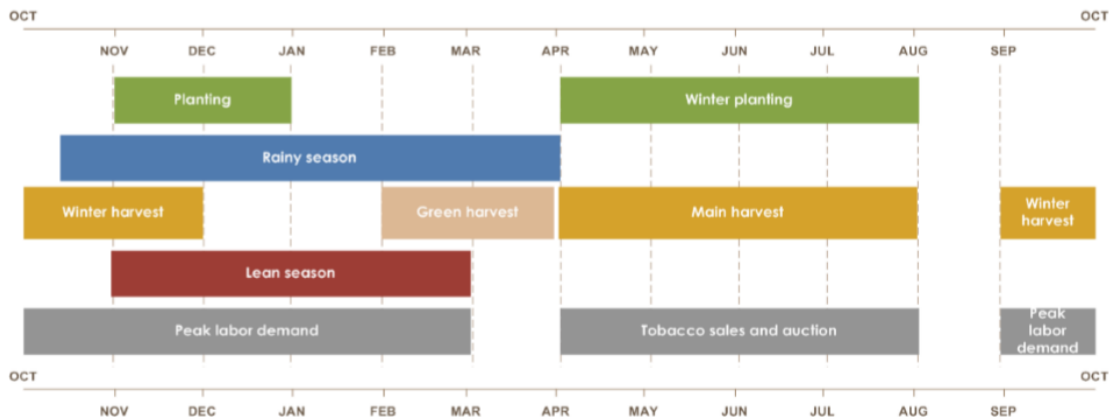 OCT OCT
NOV DEC JAN FEB MAR APR MAY JUN JUL AUG SEP
Planting Winter planting
Rainy season
Winter harvest Green harvest Main harvest Winter
harvest
Lean season
Peak labor demand Tobacco sales and auction Peak
labor
demand
OCT OCT
NOV DEC JAN FEB MAR APR MAY JUN JUL AUG SEP